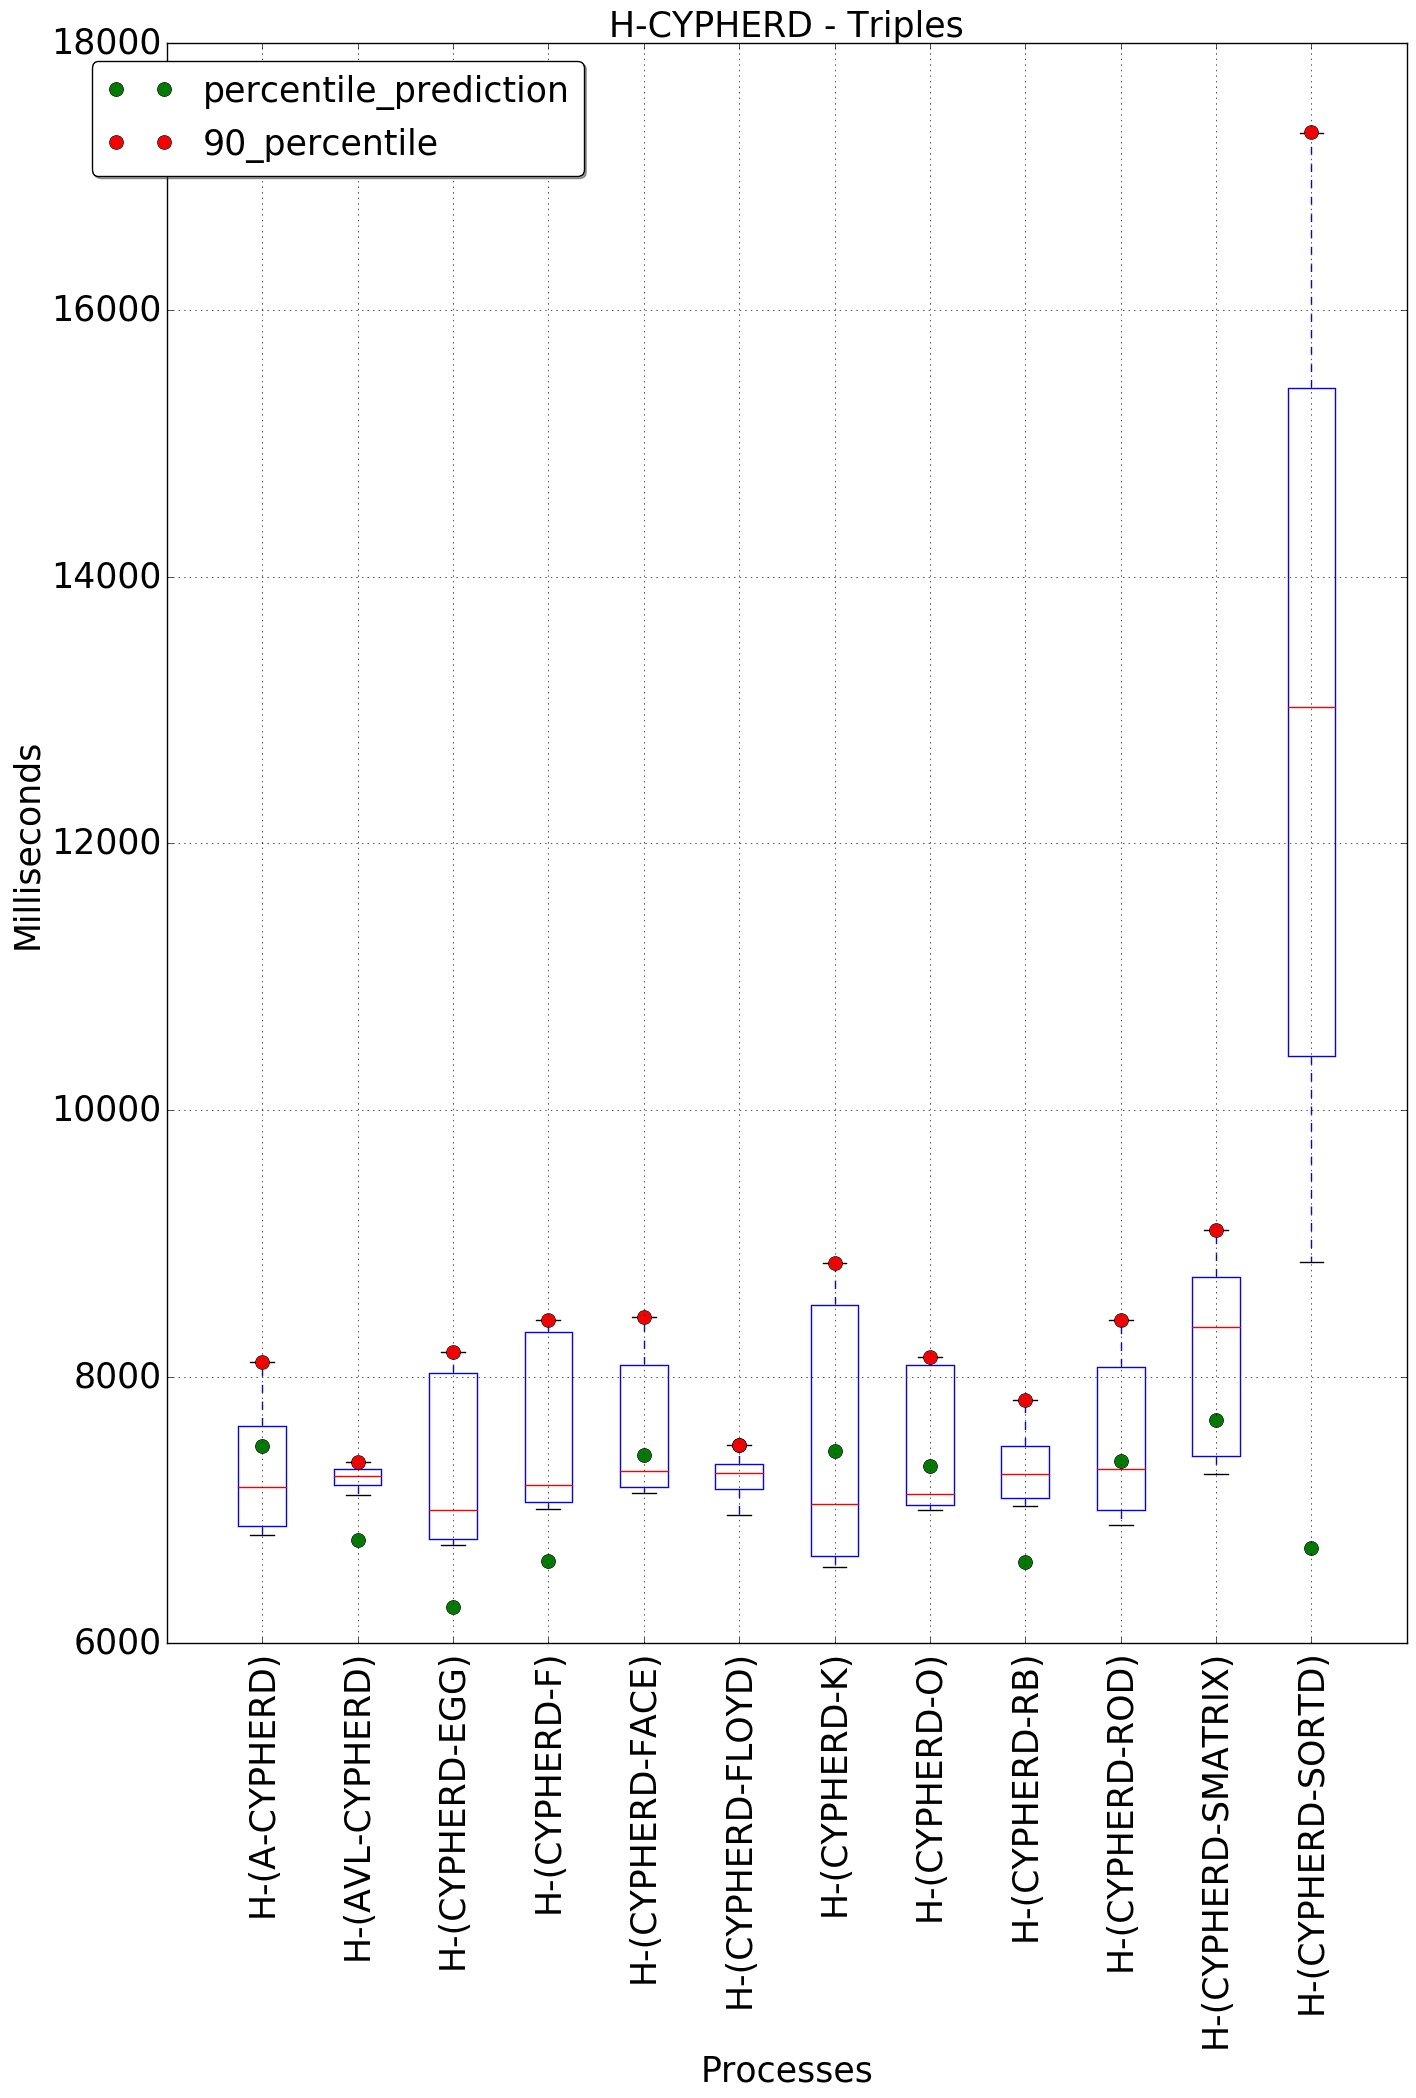 H-CYPHERD - Triples
percentile_prediction
90_percentile
18000
16000
14000
12000
10000
8000
6000
Milliseconds
H-(A-CYPHERD)
H-(AVL-CYPHERD)
H-(CYPHERD-EGG)
H-(CYPHERD-F)
H-(CYPHERD-FACE)
H-(CYPHERD-FLOYD)
H-(CYPHERD-K)
H-(CYPHERD-O)
H-(CYPHERD-RB)
H-(CYPHERD-ROD)
H-(CYPHERD-SMATRIX)
H-(CYPHERD-SORTD)
Processes